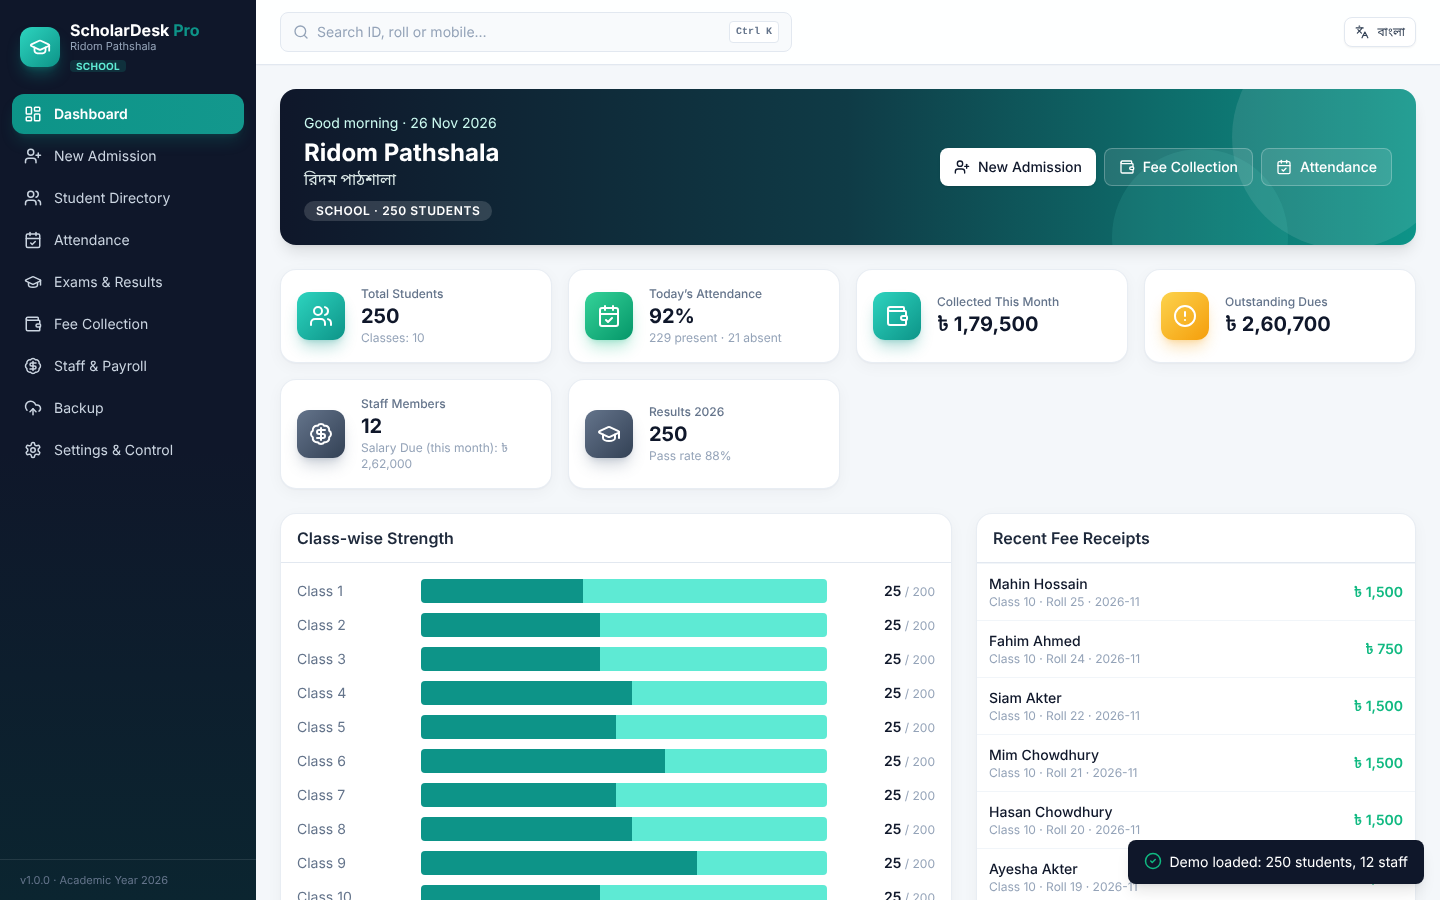 ScholarDesk Pro
Ridom Pathshala
SCHOOL
Dashboard
New Admission
Student Directory
Attendance
Exams & Results
Fee Collection
Staff & Payroll
Backup
Settings & Control
v1.0.0 · Academic Year 2026
Search ID, roll or mobile...
Ctrl K
বাংলা
Good morning · 26 Nov 2026
Ridom Pathshala
রিদম পাঠশালা
SCHOOL · 250 STUDENTS
New Admission
Fee Collection
Attendance
Total Students
250
Classes: 10
Today's Attendance
92%
229 present · 21 absent
Collected This Month
৳ 1,79,500
Outstanding Dues
৳ 2,60,700
Staff Members
12
Salary Due (this month): ৳
2,62,000
Results 2026
250
Pass rate 88%
Class-wise Strength
Class 1 25 / 200
Class 2 25 / 200
Class 3 25 / 200
Class 4 25 / 200
Class 5 25 / 200
Class 6 25 / 200
Class 7 25 / 200
Class 8 25 / 200
Class 9 25 / 200
Class 10 25 / 200
Recent Fee Receipts
Mahin Hossain
Class 10 · Roll 25 · 2026-11
৳ 1,500
Fahim Ahmed
Class 10 · Roll 24 · 2026-11
৳ 750
Siam Akter
Class 10 · Roll 22 · 2026-11
৳ 1,500
Mim Chowdhury
Class 10 · Roll 21 · 2026-11
৳ 1,500
Hasan Chowdhury
Class 10 · Roll 20 · 2026-11
৳ 1,500
Ayesha Akter
Class 10 · Roll 19 · 2026-11
Demo loaded: 250 students, 12 staff